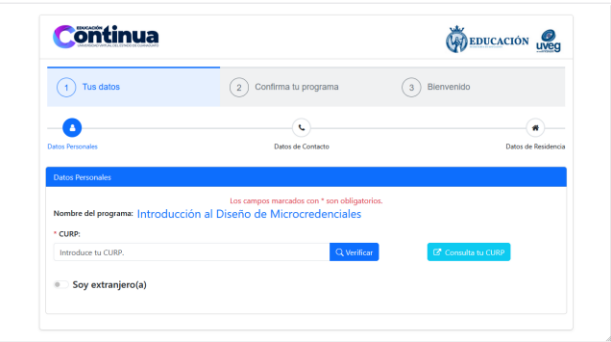 EDUCACIÓN
Continua
EDUCACIÓN
uveg
1 Tus datos
2 Confirma tu programa
3 Bienvenido
Datos Personales
Datos de Contacto
Datos de Residencia
Datos Personales
Los campos marcados con * son obligatorios.
Nombre del programa: Introducción al Diseño de Microcredenciales
* CURP:
Introduce tu CURP. Verificar Consulta tu CURP
Soy extranjero(a)